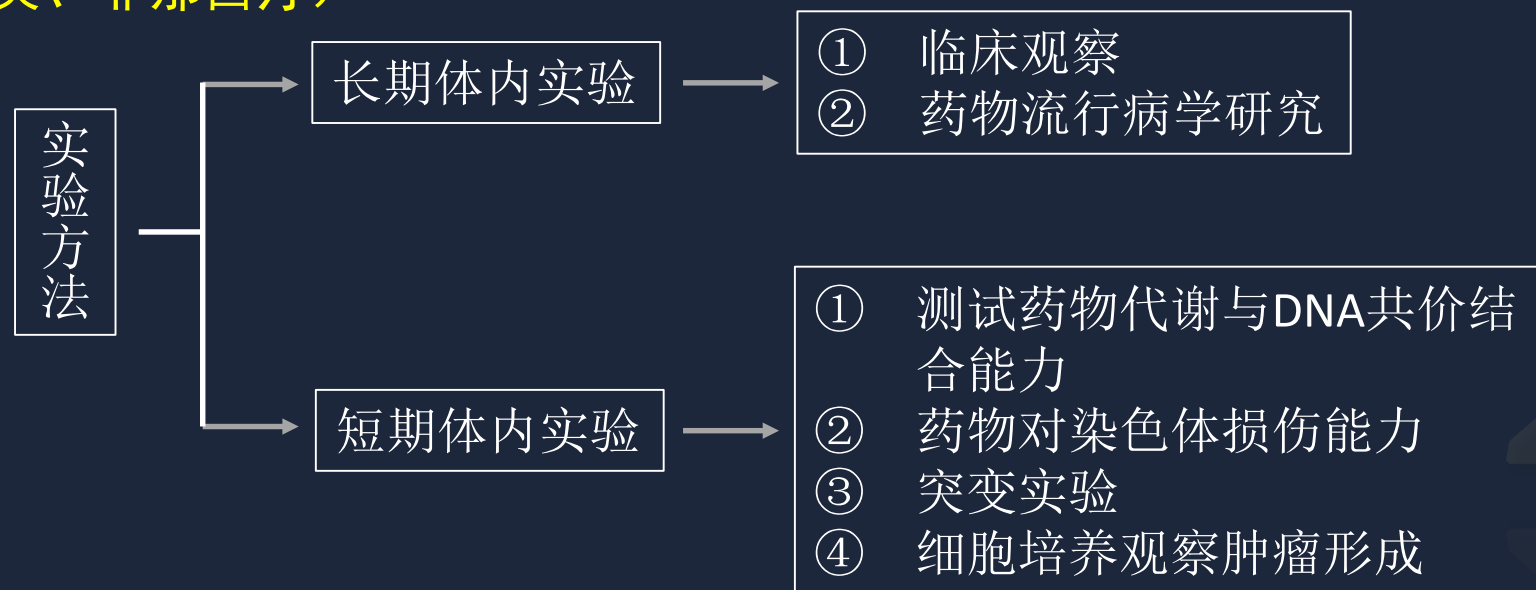 实验方法
长期体内实验
① 临床观察
② 药物流行病学研究
短期体内实验
① 测试药物代谢与DNA共价结
合能力
② 药物对染色体损伤能力
③ 突变实验
④ 细胞培养观察肿瘤形成